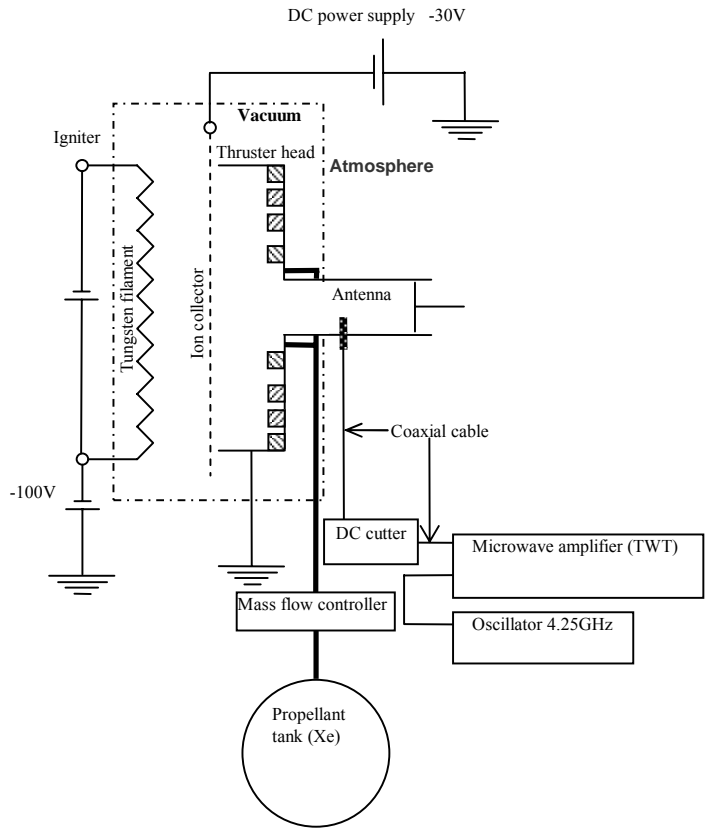 DC power supply -30V
Vacuum
Igniter
Thruster head
Atmosphere
Tungsten filament
Ion collector
Antenna
Coaxial cable
-100V
DC cutter
Microwave amplifier (TWT)
Mass flow controller
Oscillator 4.25GHz
Propellant
tank (Xe)